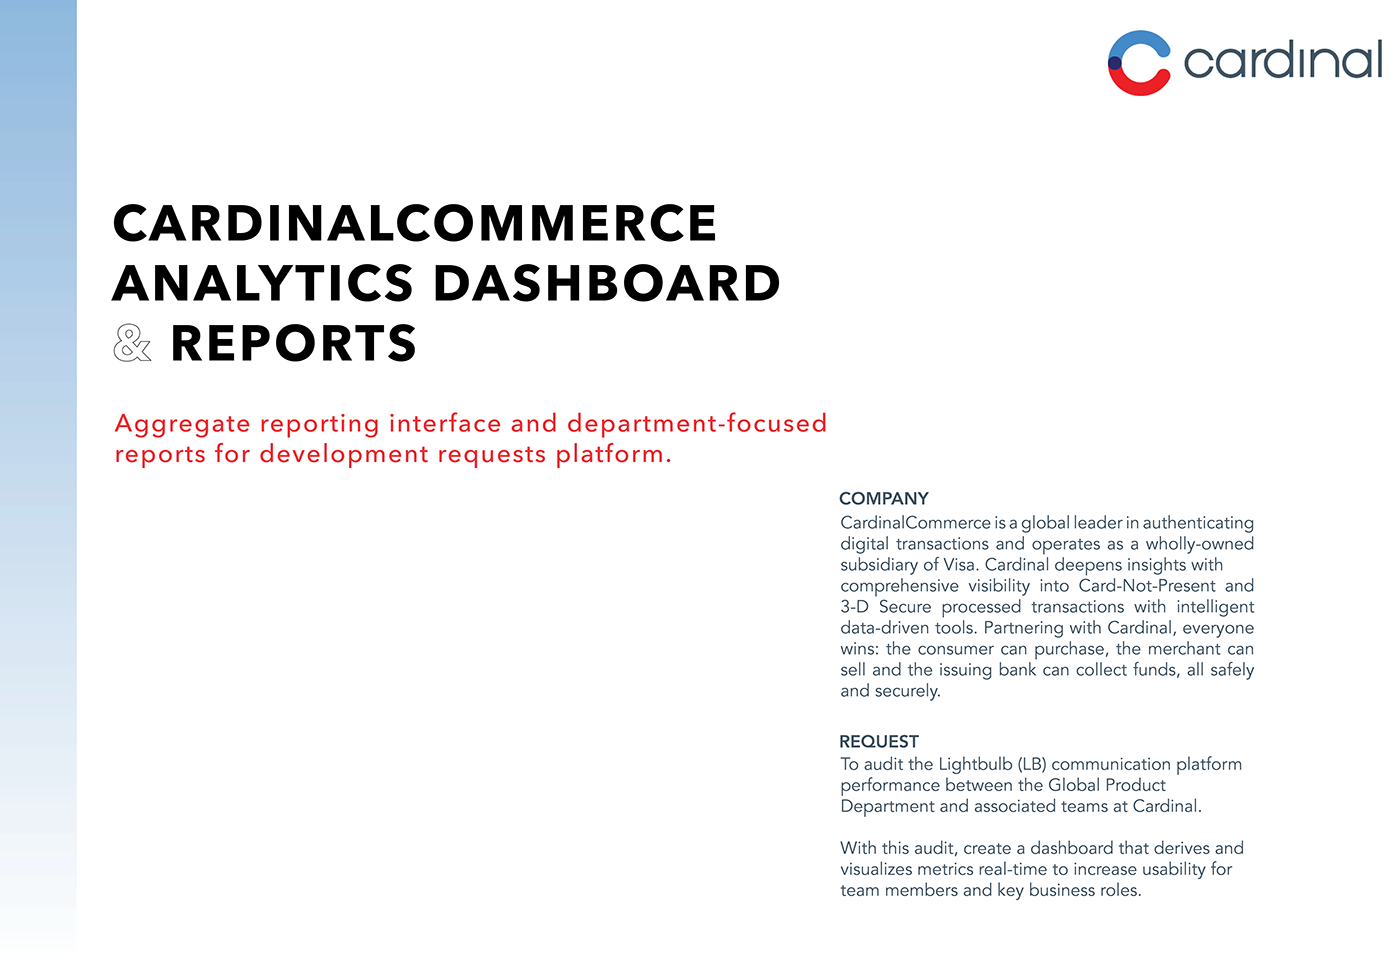 cardinal
CARDINALCOMMERCE
ANALYTICS DASHBOARD
& REPORTS
Aggregate reporting interface and department-focused
reports for development requests platform.
COMPANY
CardinalCommerce is a global leader in authenticating
digital transactions and operates as a wholly-owned
subsidiary of Visa. Cardinal deepens insights with
comprehensive visibility into Card-Not-Present and
3-D Secure processed transactions with intelligent
data-driven tools. Partnering with Cardinal, everyone
wins: the consumer can purchase, the merchant can
sell and the issuing bank can collect funds, all safely
and securely.
REQUEST
To audit the Lightbulb (LB) communication platform
performance between the Global Product
Department and associated teams at Cardinal.
With this audit, create a dashboard that derives and
visualizes metrics real-time to increase usability for
team members and key business roles.